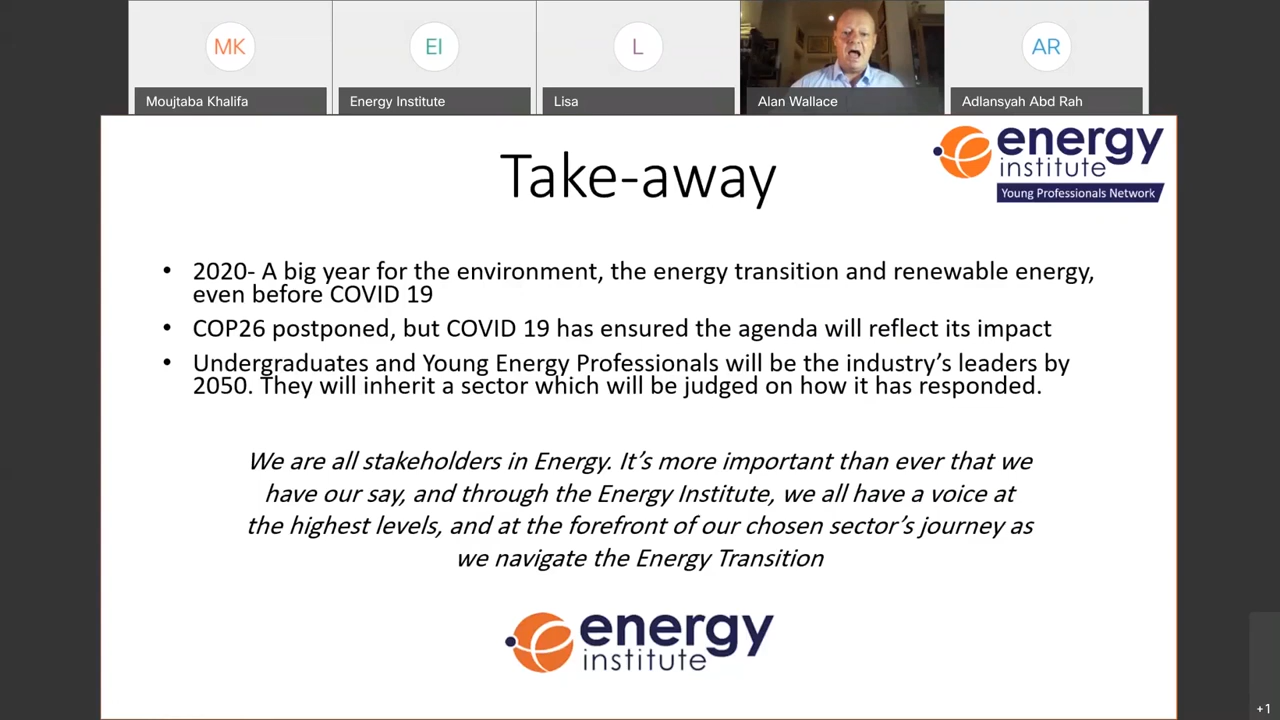 MK
EI
L
AR
Moujtaba Khalifa
Energy Institute
Lisa
Alan Wallace
Adlansyah Abd Rah
energy
institute
Young Professionals Network
Take-away
• 2020- A big year for the environment, the energy transition and renewable energy,
even before COVID 19
• COP26 postponed, but COVID 19 has ensured the agenda will reflect its impact
• Undergraduates and Young Energy Professionals will be the industry’s leaders by
2050. They will inherit a sector which will be judged on how it has responded.
We are all stakeholders in Energy. It’s more important than ever that we
have our say, and through the Energy Institute, we all have a voice at
the highest levels, and at the forefront of our chosen sector’s journey as
we navigate the Energy Transition
energy
institute
+1